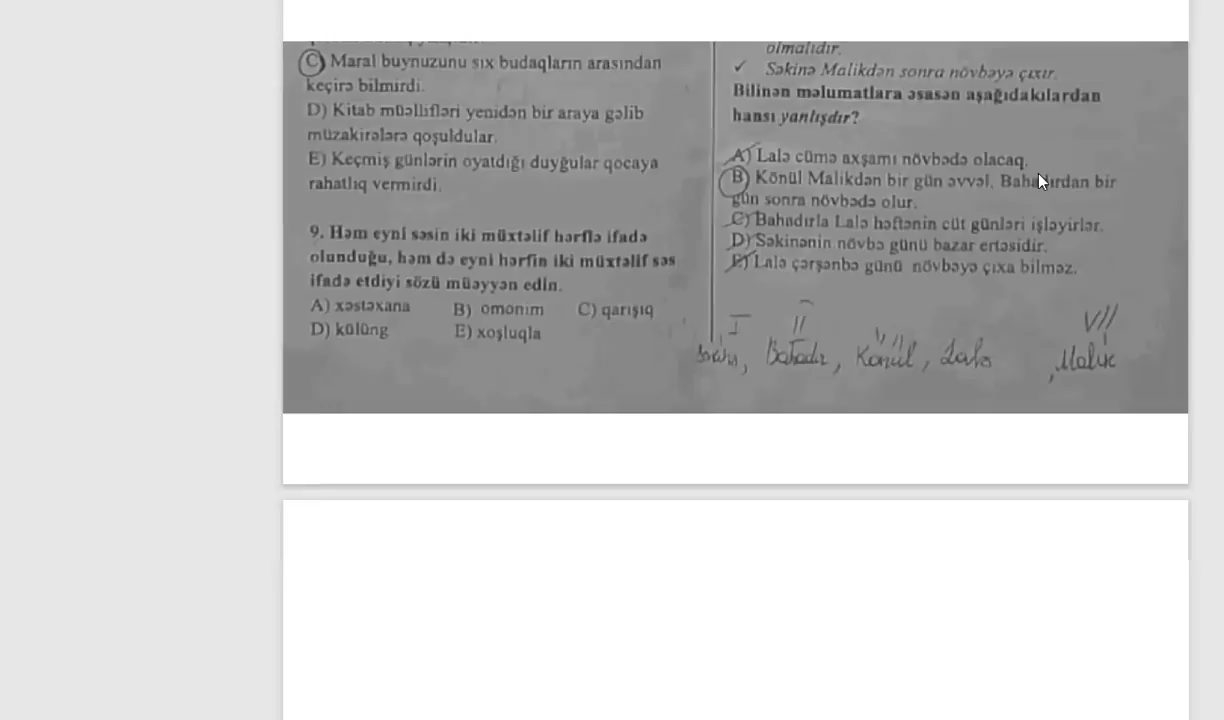 C) Maral buynuzunu sıx budaqların arasından
keçirə bilmirdi.
D) Kitab müəllifləri yenidən bir araya gəlib
müzakirələrə qoşuldular.
E) Keçmiş günlərin oyatdığı duyğular qocaya
rahatlıq vermirdi.
9. Həm eyni səsin iki müxtəlif hərflə ifadə
olunduğu, həm də eyni hərfin iki müxtəlif səs
ifadə etdiyi sözü müəyyən edin.
A) xəstəxana B) omonim C) qarışıq
D) külüng E) xoşluqla
olmalıdır.
✓ Səkinə Malikdən sonra növbəyə çıxır.
Bilinən məlumatlara əsasən aşağıdakılardan
hansı yanlışdır?
A) Lalə cümə axşamı növbədə olacaq.
B) Könül Malikdən bir gün əvvəl, Bahadırdan bir
gün sonra növbədə olur.
C) Bahadırla Lalə həftənin cüt günləri işləyirlər.
D) Səkinənin növbə günü bazar ertəsidir.
E) Lalə çərşənbə günü növbəyə çıxa bilməz.
I II VII
Bahadır, Könül, Lalə ,Malik